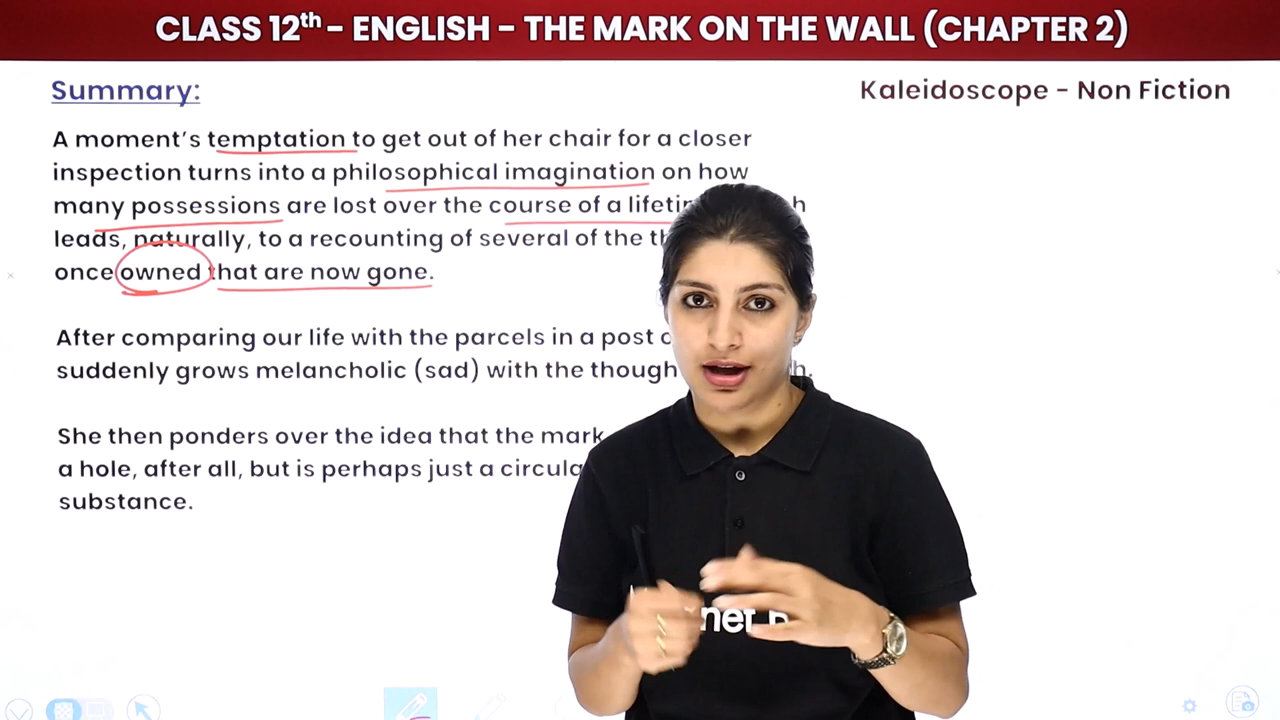 CLASS 12th - ENGLISH - THE MARK ON THE WALL (CHAPTER 2)
Summary:
Kaleidoscope - Non Fiction
A moment's temptation to get out of her chair for a closer
inspection turns into a philosophical imagination on how
many possessions are lost over the course of a
leads, naturally, to a recounting of several of the
once owned that are now gone.
After comparing our life with the parcels in a post
suddenly grows melancholic (sad) with the
She then ponders over the idea that the mark
a hole, after all, but is perhaps just a
substance.
net